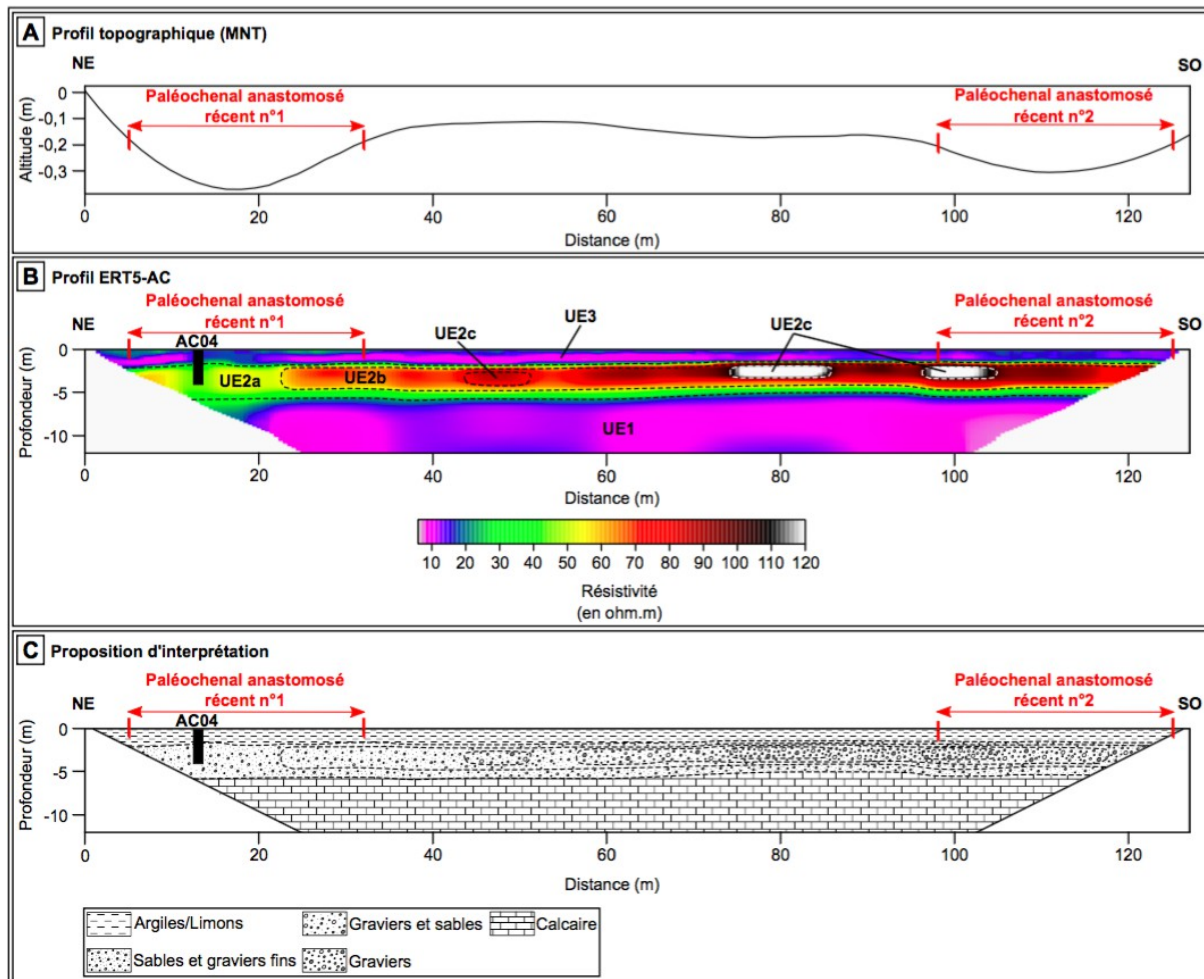 A Profil topographique (MNT)
NE
SO
Paléochenal anastomosé
récent n°1
Paléochenal anastomosé
récent n°2
Altitude (m)
0
-0,1
-0,2
-0,3
0 20 40 60 80 100 120
Distance (m)
B Profil ERT5-AC
NE
SO
Paléochenal anastomosé
récent n°1
Paléochenal anastomosé
récent n°2
AC04
UE2c
UE3
UE2c
UE2a
UE2b
UE1
Profondeur (m)
0
-5
-10
0 20 40 60 80 100 120
Distance (m)
10 20 30 40 50 60 70 80 90 100 110 120
Résistivité
(en ohm.m)
C Proposition d'interprétation
NE
SO
Paléochenal anastomosé
récent n°1
Paléochenal anastomosé
récent n°2
AC04
Profondeur (m)
0
-5
-10
0 20 40 60 80 100 120
Distance (m)
Argiles/Limons Graviers et sables Calcaire
Sables et graviers fins Graviers